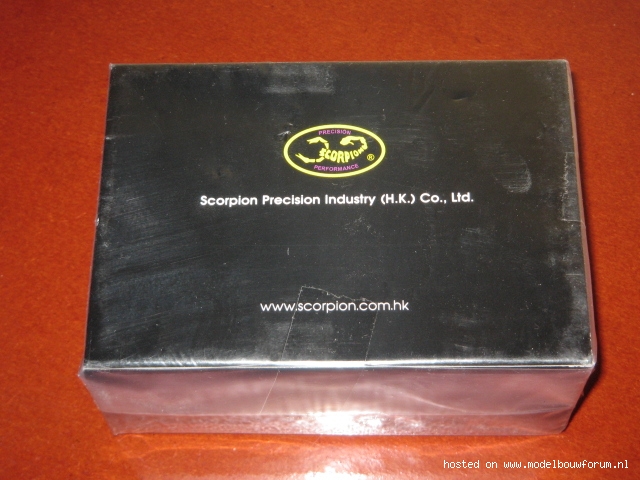 PRECISION
SCORPION
PERFORMANCE
®
Scorpion Precision Industry (H.K.) Co., Ltd.
www.scorpion.com.hk
hosted on www.modelbouwforum.nl